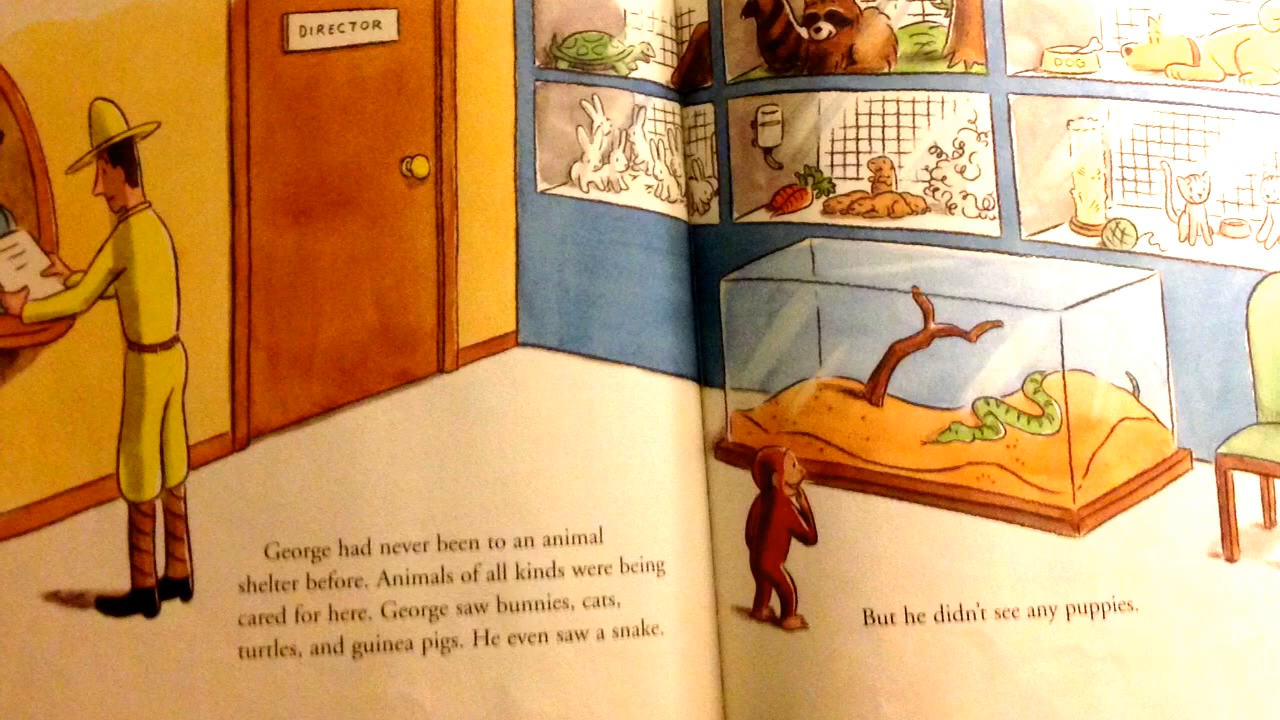 DIRECTOR
DOG
George had never been to an animal
shelter before. Animals of all kinds were being
cared for here. George saw bunnies, cats,
turtles, and guinea pigs. He even saw a snake.
But he didn't see any puppies.